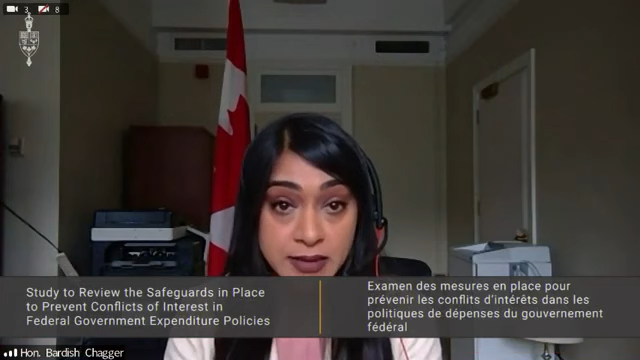 3 8
Study to Review the Safeguards in Place
to Prevent Conflicts of Interest in
Federal Government Expenditure Policies
Examen des mesures en place pour
prévenir les conflits d'intérêts dans les
politiques de dépenses du gouvernement
fédéral
Hon. Bardish Chagger